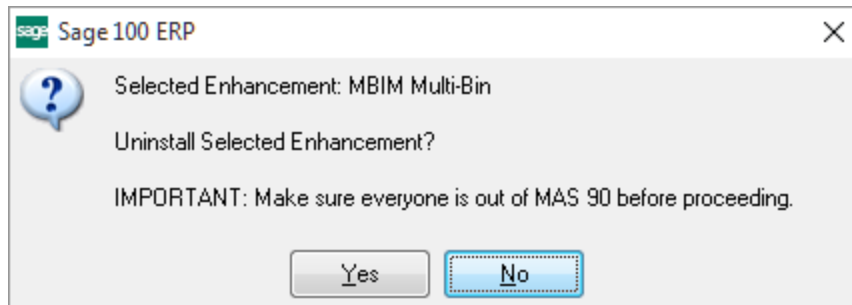 sage Sage 100 ERP
Selected Enhancement: MBIM Multi-Bin
Uninstall Selected Enhancement?
IMPORTANT: Make sure everyone is out of MAS 90 before proceeding.
Yes No